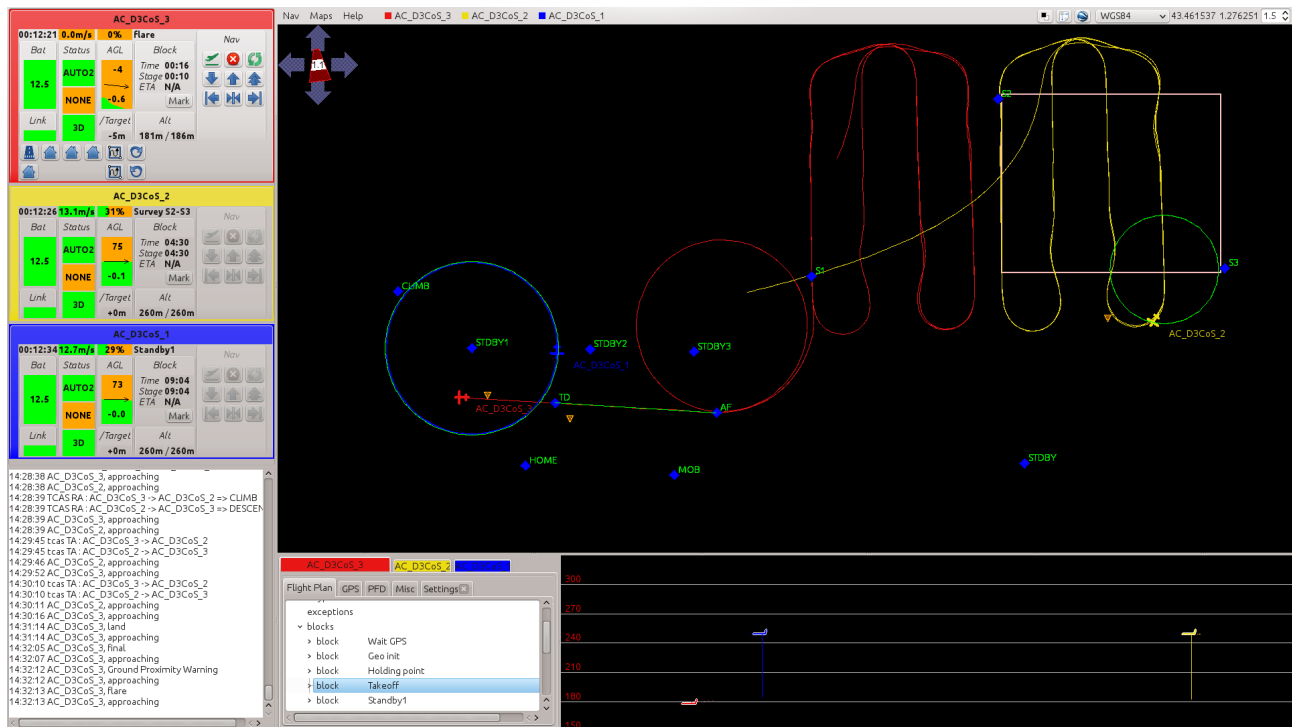 AC_D3CoS_3
00:12:21 0.0m/s 0% flare
Bat Status AGL Block Nav
12.5 AUTO2 -4 Time 00:16
Stage 00:10
ETA N/A
NONE -0.6 Mark
Link 3D /Target Alt
-5m 181m / 186m
AC_D3CoS_2
00:12:26 13.1m/s 31% Survey S2-S3
Bat Status AGL Block Nav
12.5 AUTO2 75 Time 04:30
Stage 04:30
ETA N/A
NONE -0.1 Mark
Link 3D /Target Alt
+0m 260m / 260m
AC_D3CoS_1
00:12:34 12.7m/s 29% Standby1
Bat Status AGL Block Nav
12.5 AUTO2 73 Time 09:04
Stage 09:04
ETA N/A
NONE -0.0 Mark
Link 3D /Target Alt
+0m 260m / 260m
14:28:38 AC_D3CoS_3, approaching
14:28:38 AC_D3CoS_2, approaching
14:28:39 TCAS RA : AC_D3CoS_3 -> AC_D3CoS_2 => CLIMB
14:28:39 TCAS RA : AC_D3CoS_2 -> AC_D3CoS_3 => DESCEN
14:28:39 AC_D3CoS_3, approaching
14:28:39 AC_D3CoS_2, approaching
14:29:45 tcas TA : AC_D3CoS_3 -> AC_D3CoS_2
14:29:45 tcas TA : AC_D3CoS_2 -> AC_D3CoS_3
14:29:46 AC_D3CoS_2, approaching
14:29:52 AC_D3CoS_3, approaching
14:30:10 tcas TA : AC_D3CoS_3 -> AC_D3CoS_2
14:30:10 tcas TA : AC_D3CoS_2 -> AC_D3CoS_3
14:30:11 AC_D3CoS_2, approaching
14:30:16 AC_D3CoS_3, approaching
14:31:14 AC_D3CoS_3, land
14:31:14 AC_D3CoS_3, approaching
14:32:05 AC_D3CoS_3, final
14:32:07 AC_D3CoS_3, approaching
14:32:12 AC_D3CoS_3, Ground Proximity Warning
14:32:12 AC_D3CoS_3, approaching
14:32:13 AC_D3CoS_3, flare
14:32:13 AC_D3CoS_3, approaching
Nav Maps Help AC_D3CoS_3 AC_D3CoS_2 AC_D3CoS_1 WGS84 43.461537 1.276251 1.5
S2
S3
S1
CLIMB
STDBY1
STDBY2
STDBY3
AC_D3CoS_2
AC_D3CoS_1
TD
AF
AC_D3CoS_3
HOME
MOB
STDBY
AC_D3CoS_3 AC_D3CoS_2
Flight Plan GPS PFD Misc Settings
exceptions
blocks
block Wait GPS
block Geo init
block Holding point
block Takeoff
block Standby1
300
270
240
210
180
150